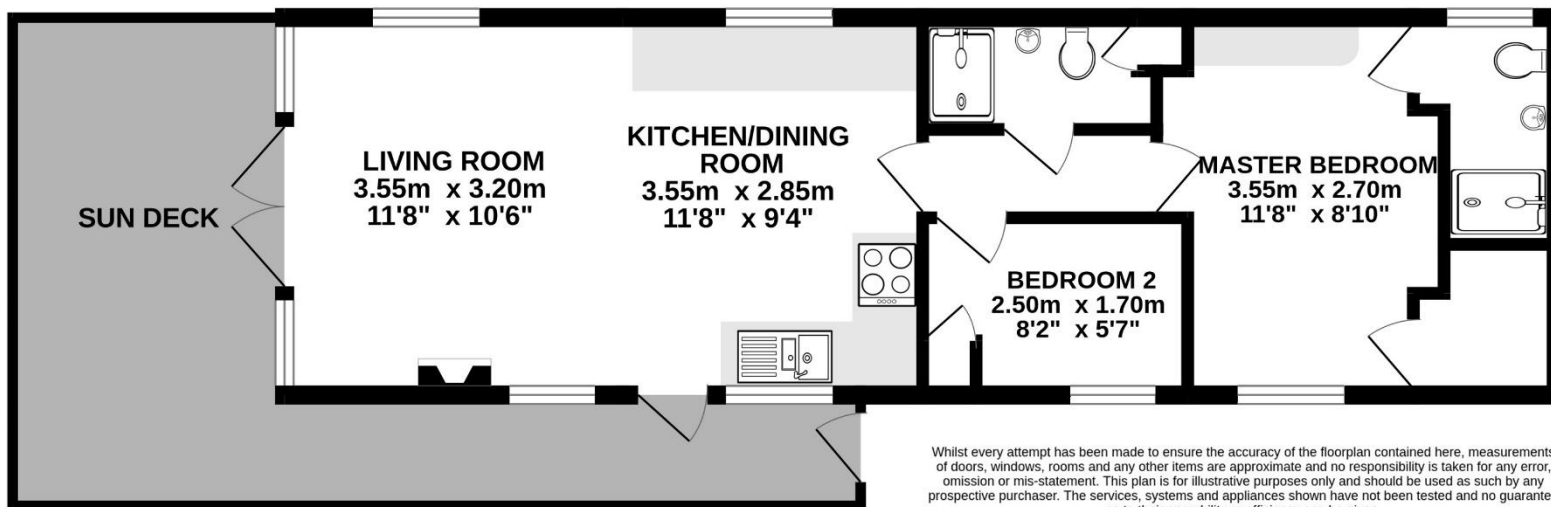 SUN DECK
LIVING ROOM
3.55m x 3.20m
11'8" x 10'6"
KITCHEN/DINING
ROOM
3.55m x 2.85m
11'8" x 9'4"
BEDROOM 2
2.50m x 1.70m
8'2" x 5'7"
MASTER BEDROOM
3.55m x 2.70m
11'8" x 8'10"
Whilst every attempt has been made to ensure the accuracy of the floorplan contained here, measurements
of doors, windows, rooms and any other items are approximate and no responsibility is taken for any error,
omission or mis-statement. This plan is for illustrative purposes only and should be used as such by any
prospective purchaser. The services, systems and appliances shown have not been tested and no guarante